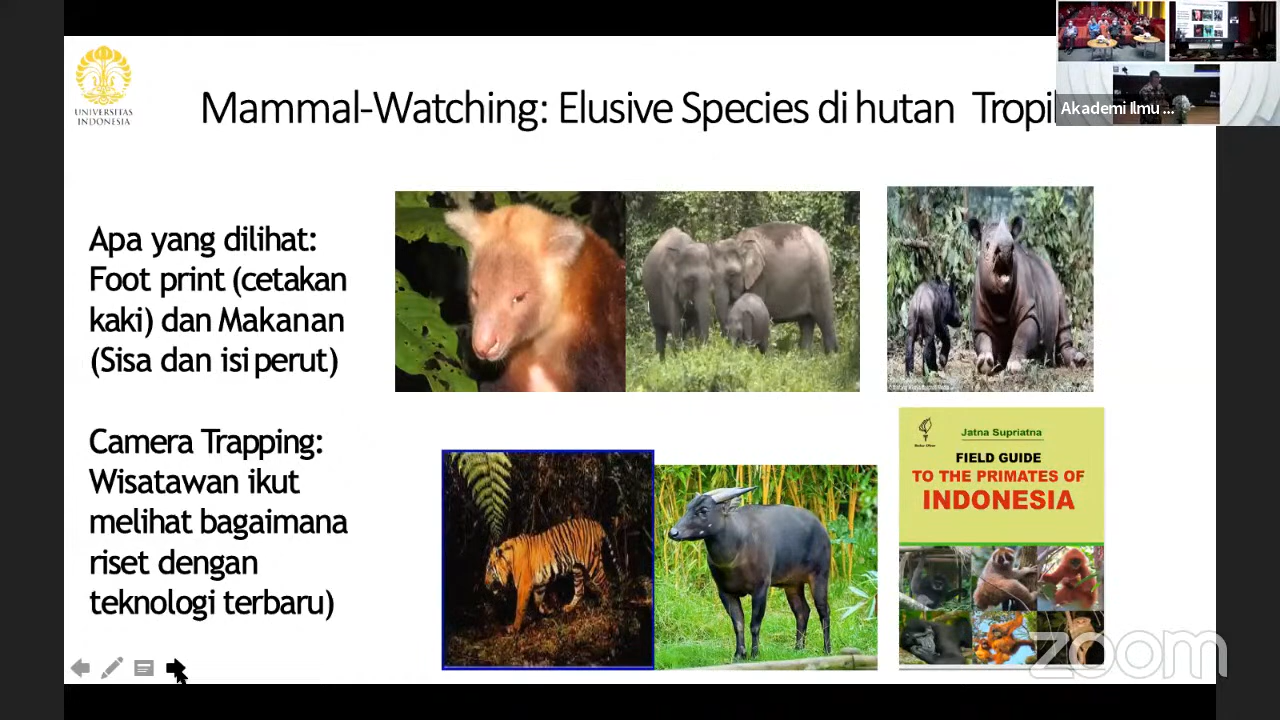 UNIVERSITAS
INDONESIA
Mammal-Watching: Elusive Species di hutan Tropi
Akademi Ilmu ...
Apa yang dilihat:
Foot print (cetakan
kaki) dan Makanan
(Sisa dan isi perut)
Camera Trapping:
Wisatawan ikut
melihat bagaimana
riset dengan
teknologi terbaru)
Jatna Supriatna
FIELD GUIDE
TO THE PRIMATES OF
INDONESIA
zoom